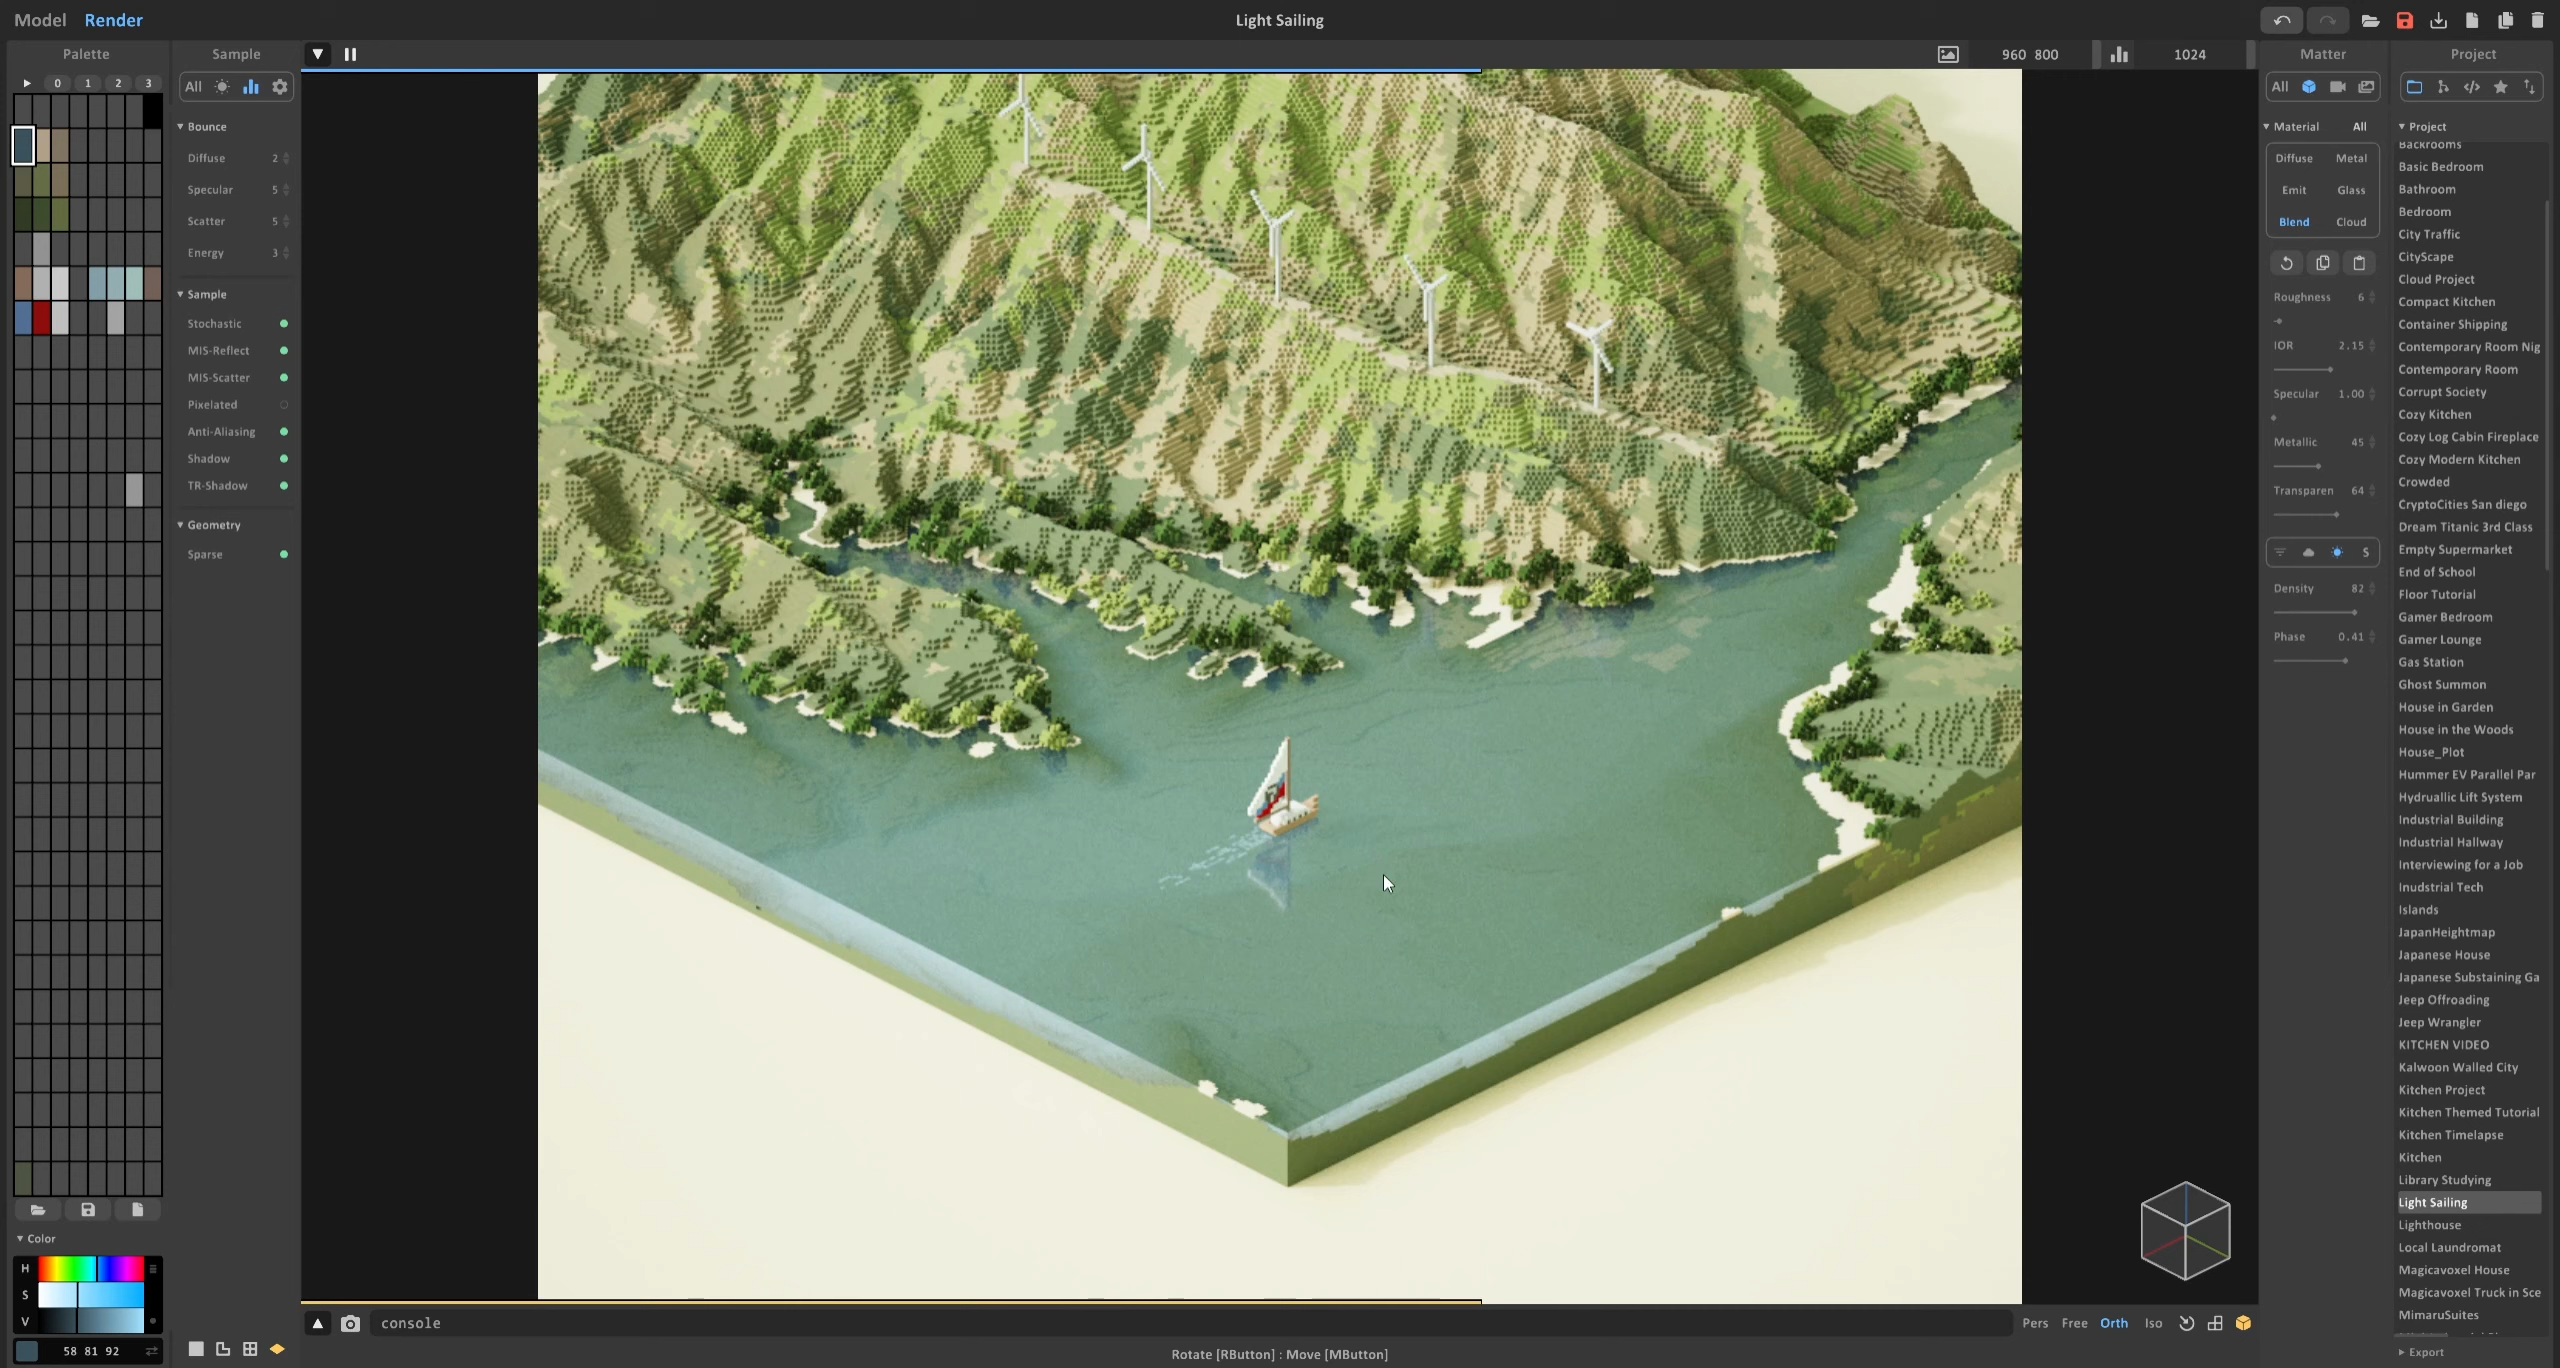 Model Render
Light Sailing
Palette
0 1 2 3
Color
H
S
V
58 81 92
Sample
All
Bounce
Diffuse 2
Specular 5
Scatter 5
Energy 3
Sample
Stochastic
MIS-Reflect
MIS-Scatter
Pixelated
Anti-Aliasing
Shadow
TR-Shadow
Geometry
Sparse
960 800
1024
console
Pers Free Orth Iso
Rotate [RButton] : Move [MButton]
Matter
All
Material All
Diffuse Metal
Emit Glass
Blend Cloud
Roughness 6
IOR 2.15
Specular 1.00
Metallic 45
Transparen 64
S
Density 82
Phase 0.41
Project
Project
Backrooms
Basic Bedroom
Bathroom
Bedroom
City Traffic
CityScape
Cloud Project
Compact Kitchen
Container Shipping
Contemporary Room Nig
Contemporary Room
Corrupt Society
Cozy Kitchen
Cozy Log Cabin Fireplace
Cozy Modern Kitchen
Crowded
CryptoCities San diego
Dream Titanic 3rd Class
Empty Supermarket
End of School
Floor Tutorial
Gamer Bedroom
Gamer Lounge
Gas Station
Ghost Summon
House in Garden
House in the Woods
House_Plot
Hummer EV Parallel Par
Hydruallic Lift System
Industrial Building
Industrial Hallway
Interviewing for a Job
Inudstrial Tech
Islands
JapanHeightmap
Japanese House
Japanese Substaining Ga
Jeep Offroading
Jeep Wrangler
KITCHEN VIDEO
Kalwoon Walled City
Kitchen Project
Kitchen Themed Tutorial
Kitchen Timelapse
Kitchen
Library Studying
Light Sailing
Lighthouse
Local Laundromat
Magicavoxel House
Magicavoxel Truck in Sce
MimaruSuites
Export